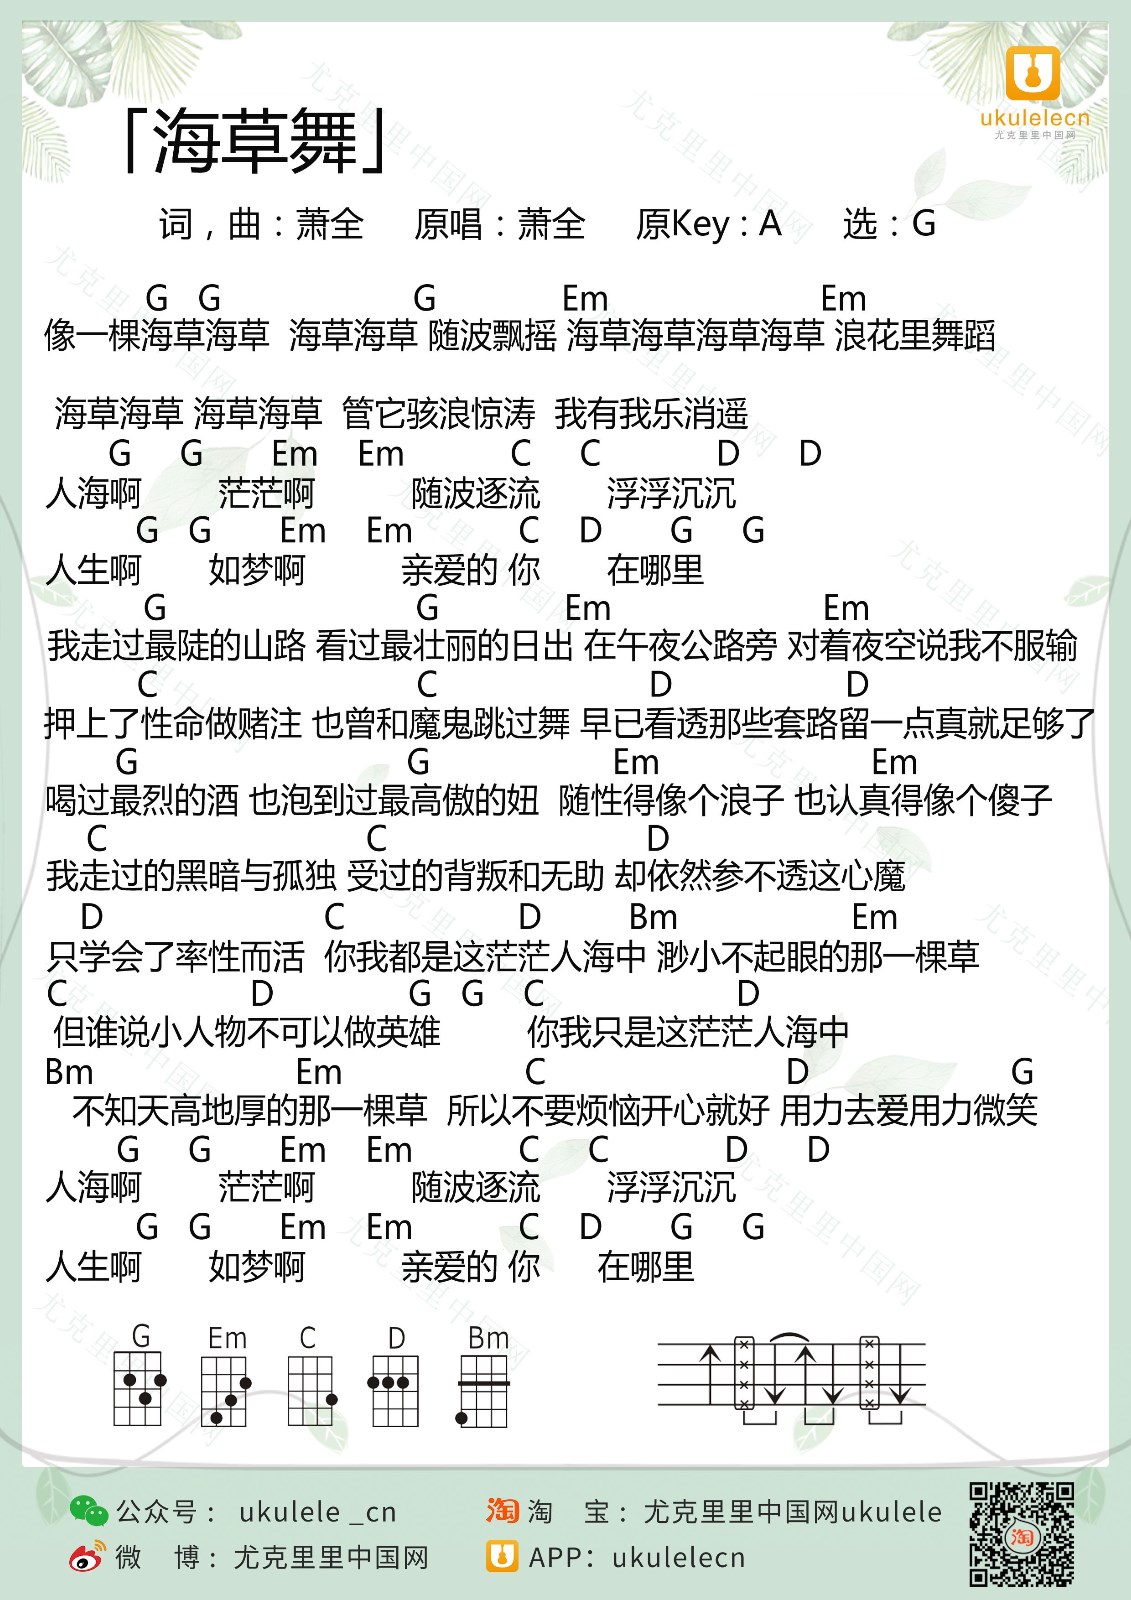 「海草舞」
ukulelecn
尤克里里中国网
词，曲：萧全 原唱：萧全 原Key：A 选：G
G G G Em Em
像一棵海草海草 海草海草 随波飘摇 海草海草海草海草 浪花里舞蹈
海草海草 海草海草 管它骇浪惊涛 我有我乐消遥
G G Em Em C C D D
人海啊 茫茫啊 随波逐流 浮浮沉沉
G G Em Em C D G G
人生啊 如梦啊 亲爱的 你 在哪里
G G Em Em
我走过最陡的山路 看过最壮丽的日出 在午夜公路旁 对着夜空说我不服输
C C D D
押上了性命做赌注 也曾和魔鬼跳过舞 早已看透那些套路留一点真就足够了
G G Em Em
喝过最烈的酒 也泡到过最高傲的妞 随性得像个浪子 也认真得像个傻子
C C D
我走过的黑暗与孤独 受过的背叛和无助 却依然参不透这心魔
D C D Bm Em
只学会了率性而活 你我都是这茫茫人海中 渺小不起眼的那一棵草
C D G G C D
但谁说小人物不可以做英雄 你我只是这茫茫人海中
Bm Em C D G
不知天高地厚的那一棵草 所以不要烦恼开心就好 用力去爱用力微笑
G G Em Em C C D D
人海啊 茫茫啊 随波逐流 浮浮沉沉
G G Em Em C D G G
人生啊 如梦啊 亲爱的 你 在哪里
G Em C D Bm
公众号： ukulele _cn
淘 淘 宝：尤克里里中国网ukulele
微 博：尤克里里中国网
APP：ukulelecn
淘